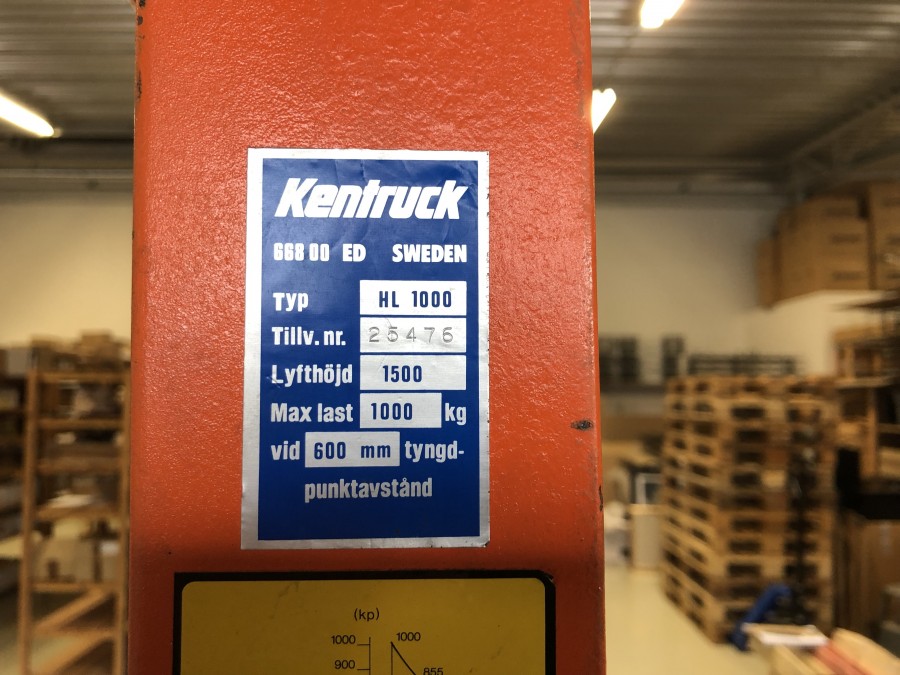 Kentruck
668 00 ED SWEDEN
Typ HL 1000
Tillv. nr. 25476
Lyfthöjd 1500
Max last 1000 kg
vid 600 mm tyngd-
punktavstånd
(kp)
1000 1000
900 855